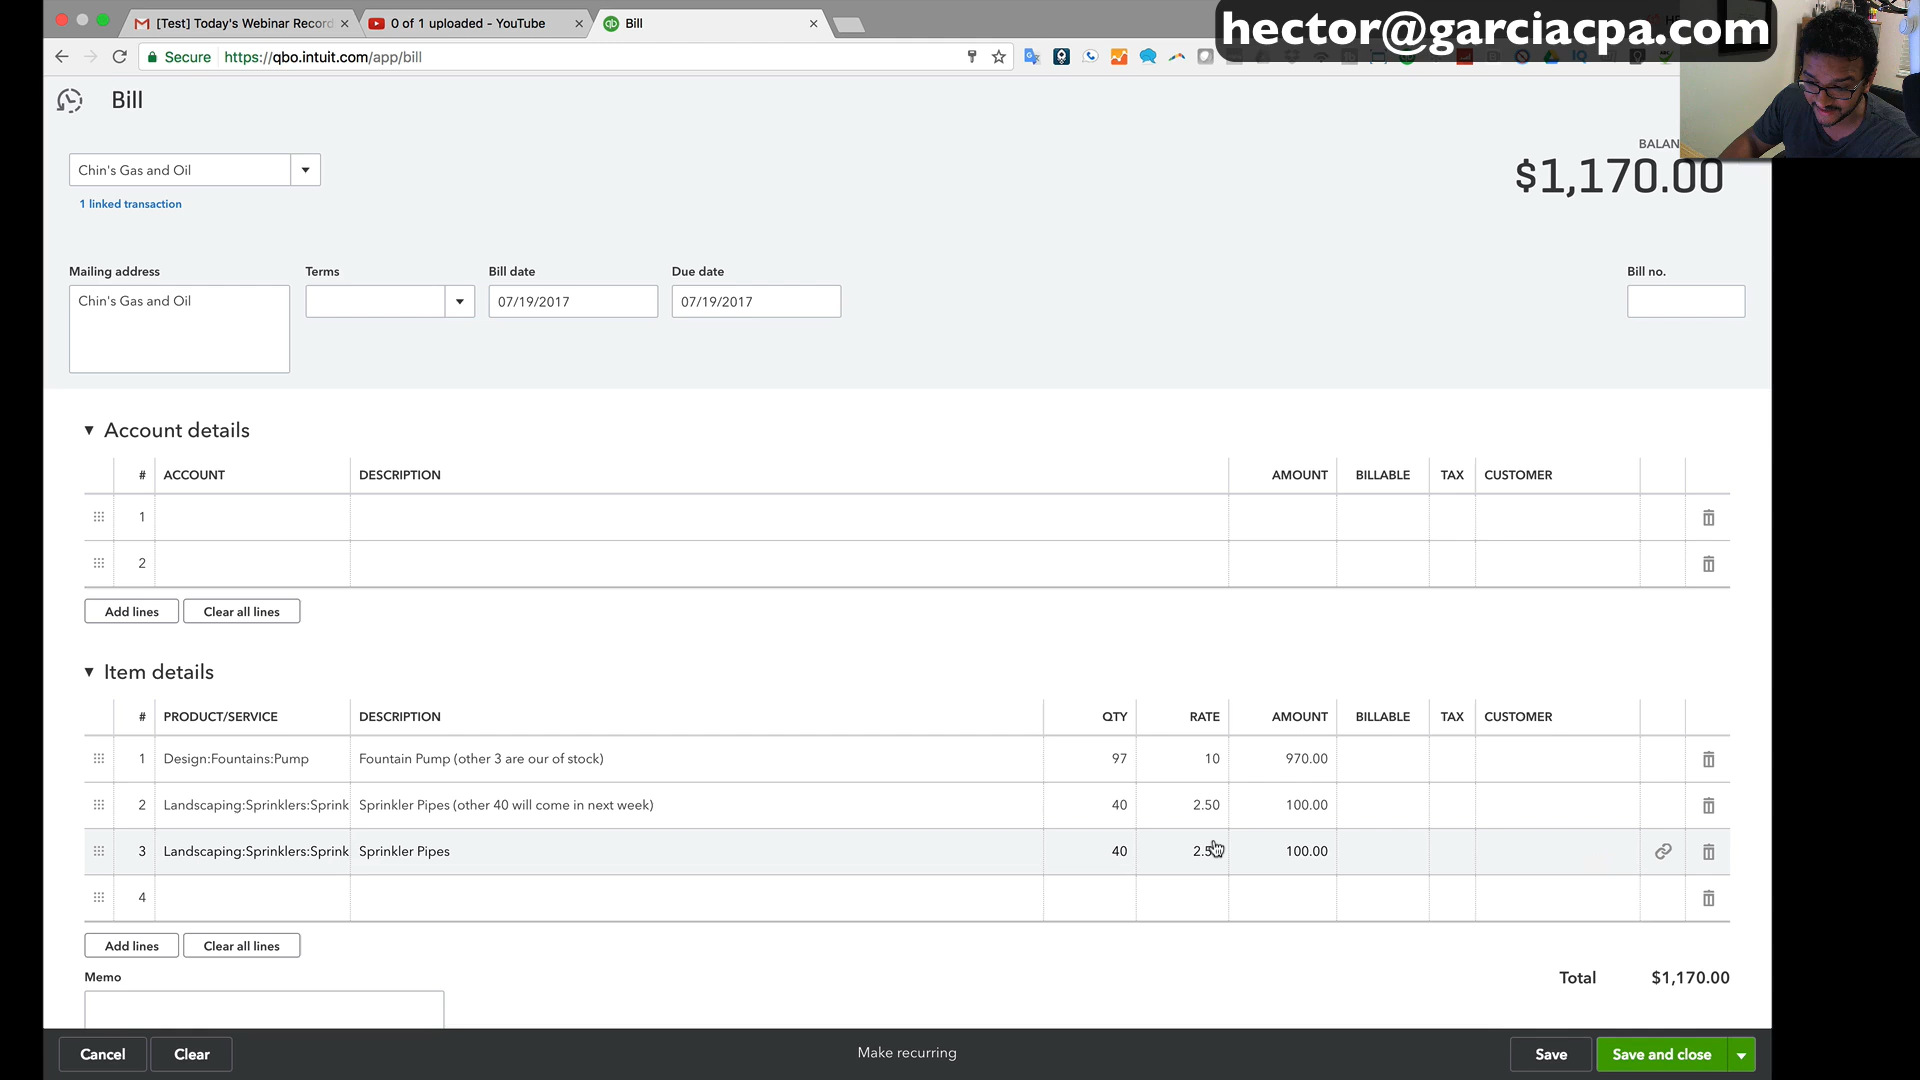 [Test] Today's Webinar Record
0 of 1 uploaded - YouTube
Bill
hector@garciacpa.com
Secure
https://qbo.intuit.com/app/bill
Bill
Chin's Gas and Oil
1 linked transaction
BALAN
$1,170.00
Mailing address
Terms
Bill date
Due date
Bill no.
Chin's Gas and Oil
07/19/2017
07/19/2017
Account details
# ACCOUNT DESCRIPTION AMOUNT BILLABLE TAX CUSTOMER
1
2
Add lines
Clear all lines
Item details
# PRODUCT/SERVICE DESCRIPTION QTY RATE AMOUNT BILLABLE TAX CUSTOMER
1 Design:Fountains:Pump Fountain Pump (other 3 are our of stock) 97 10 970.00
2 Landscaping:Sprinklers:Sprink Sprinkler Pipes (other 40 will come in next week) 40 2.50 100.00
3 Landscaping:Sprinklers:Sprink Sprinkler Pipes 40 100.00
4
Add lines
Clear all lines
Memo
Total $1,170.00
Cancel
Clear
Make recurring
Save
Save and close